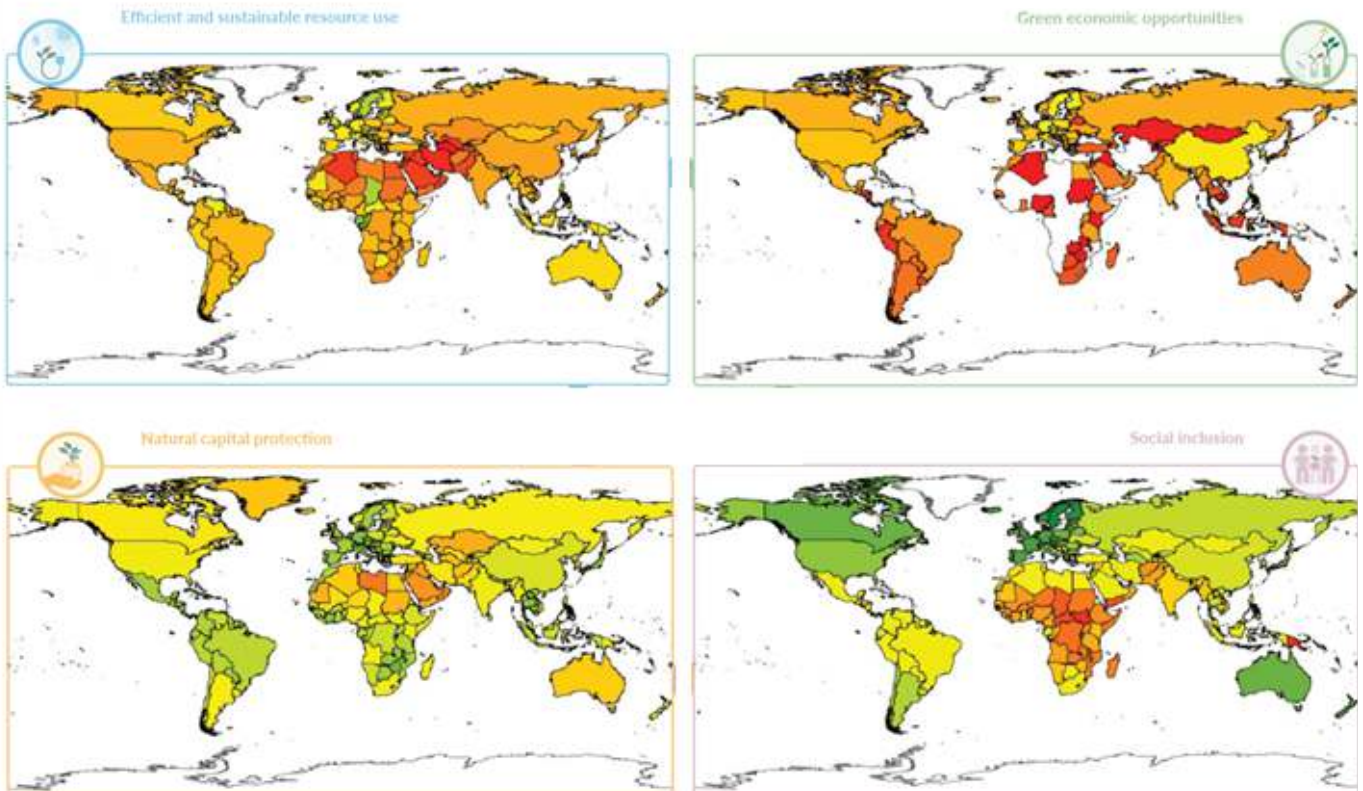 Efficient and sustainable resource use
Green economic opportunities
Natural capital protection
Social inclusion